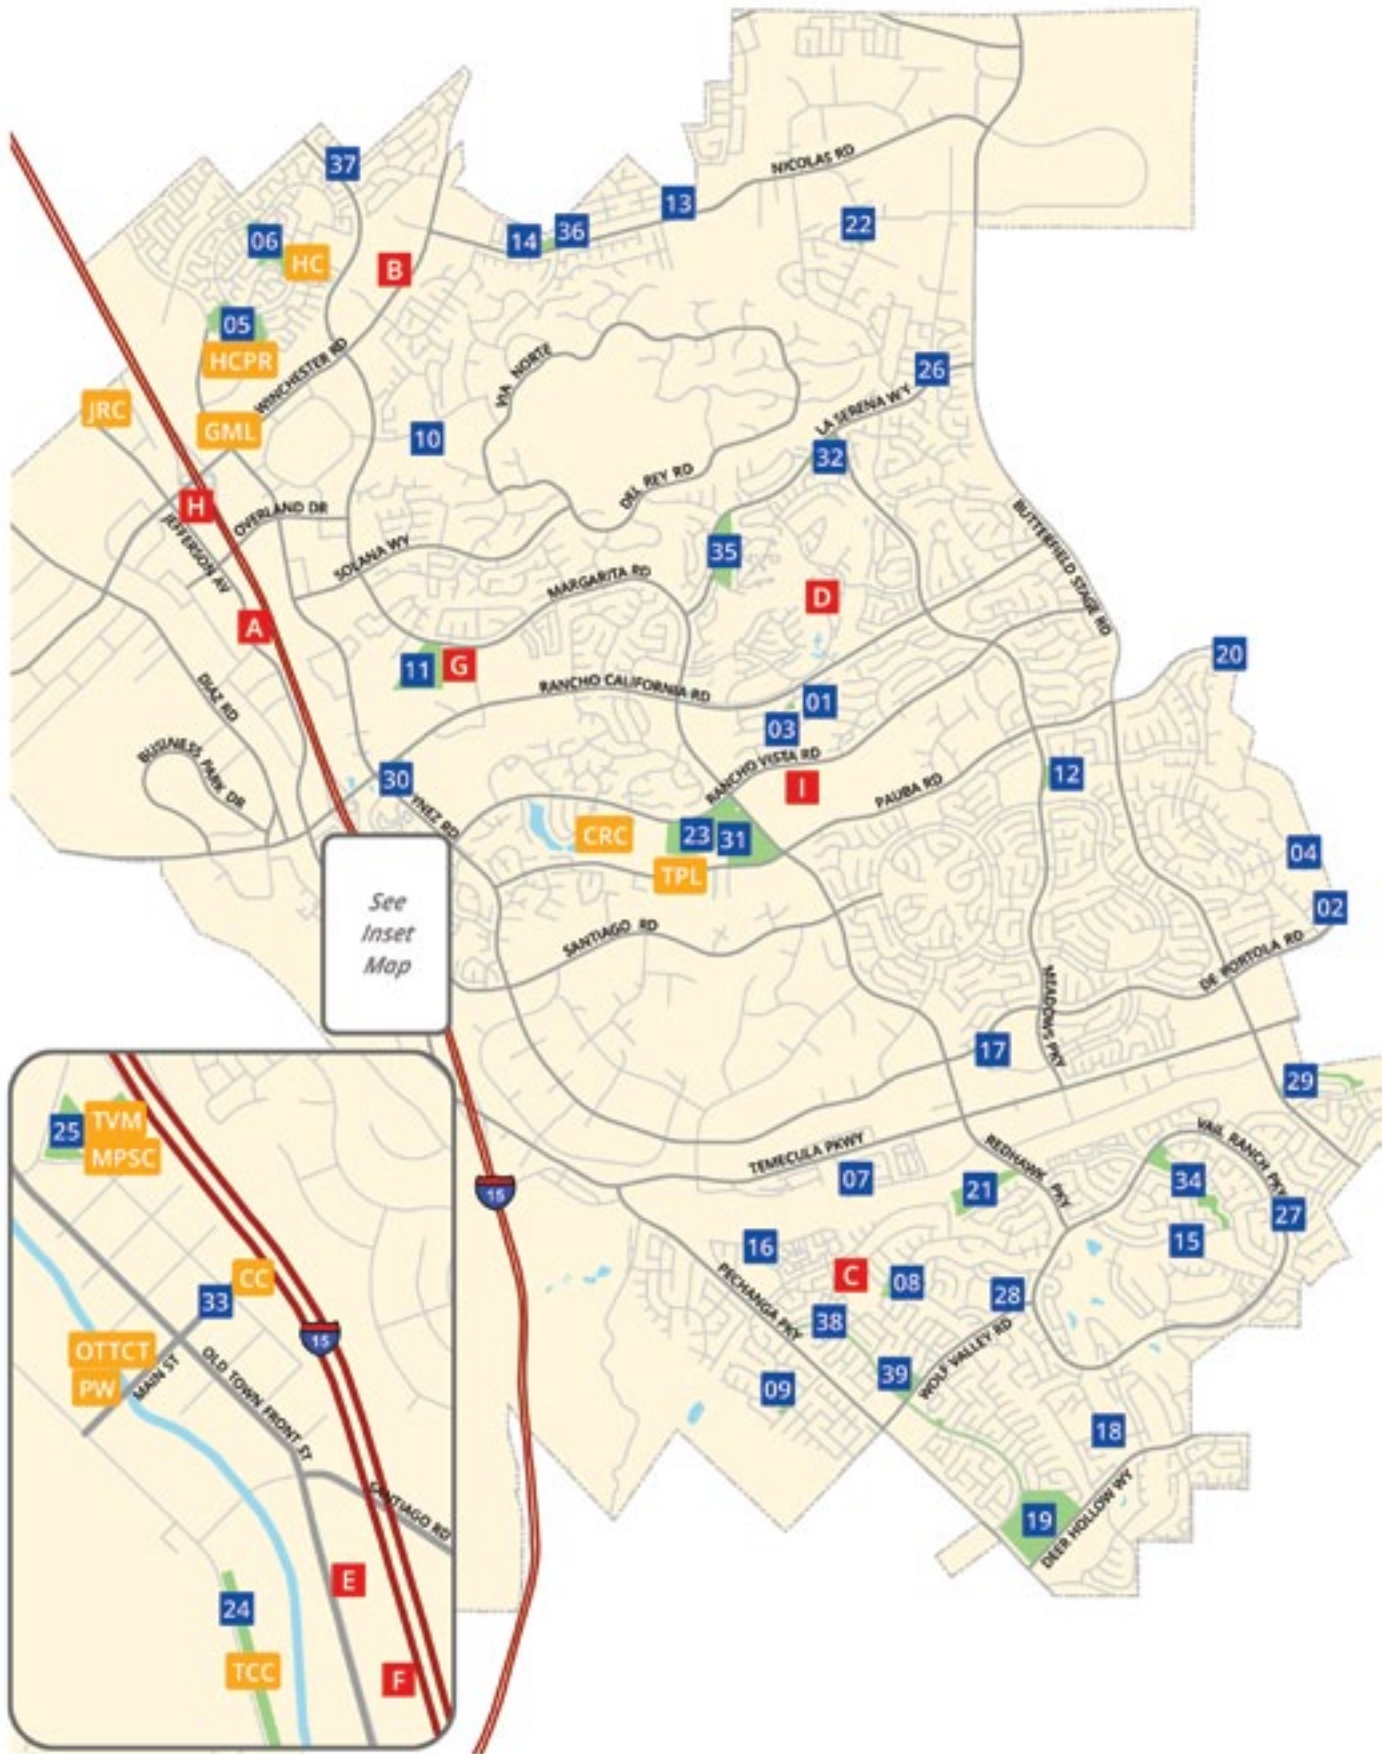 37
NICOLAS RD
13
36
14
22
06
HC
B
05
HCPR
WINCHESTER RD
VIA NORTE
26
LA SERENA WY
JRC
GML
10
32
DEL REY RD
H
OVERLAND DR
JEFFERSON AV
SOLANA WY
BUTTERFIELD STAGE RD
35
MARGARITA RD
D
A
11
G
20
RANCHO CALIFORNIA RD
DIAZ RD
01
03
BUSINESS PARK DR
RANCHO VISTA RD
30
YNEZ RD
I
PAUBA RD
12
CRC
23
31
TPL
04
02
See
Inset
Map
SANTIAGO RD
DE PORTOLA RD
MEADOWS PKY
17
29
TEMECULA PKWY
REDHAWK PKY
VAIL RANCH PKY
07
21
34
27
15
15
16
C
08
28
PECHANGA PKY
38
WOLF VALLEY RD
39
09
18
19
DEER HOLLOW WY
25
TVM
MPSC
CC
33
15
OTTCT
PW
MAIN ST
OLD TOWN FRONT ST
SANTIAGO RD
E
24
TCC
F